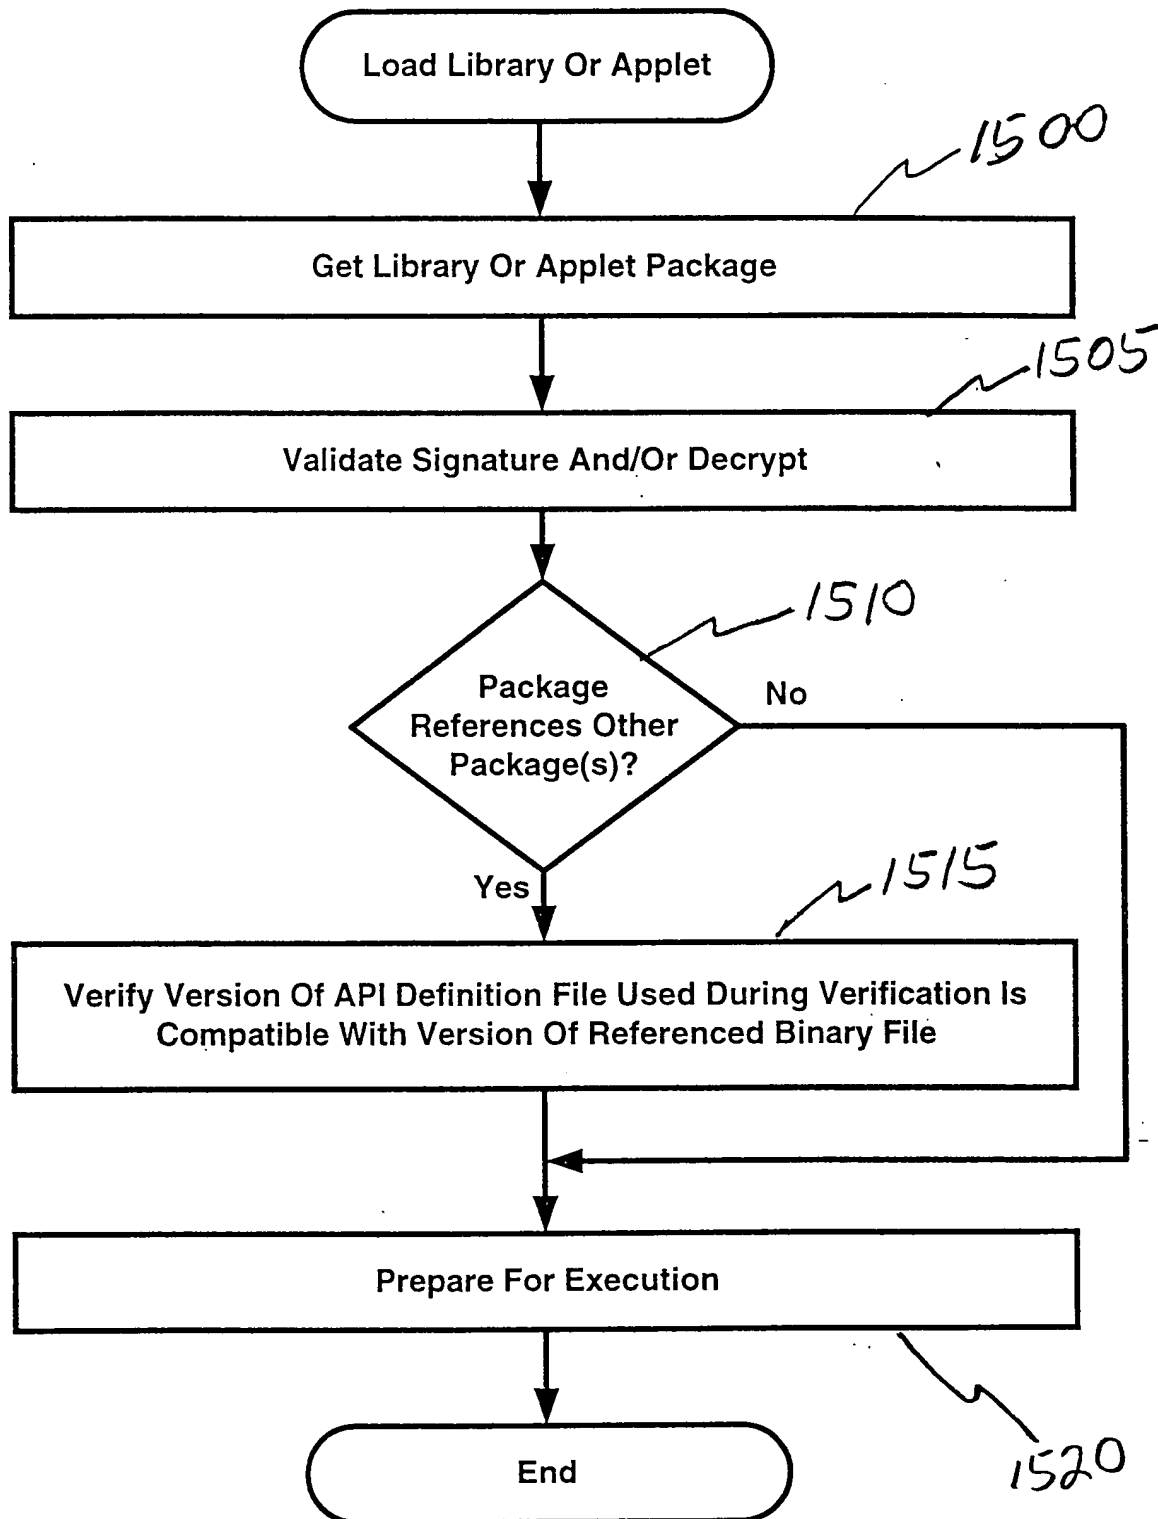 Load Library Or Applet
1500
Get Library Or Applet Package
1505
Validate Signature And/Or Decrypt
1510
Package
References Other
Package(s)?
No
Yes
1515
Verify Version Of API Definition File Used During Verification Is
Compatible With Version Of Referenced Binary File
Prepare For Execution
1520
End